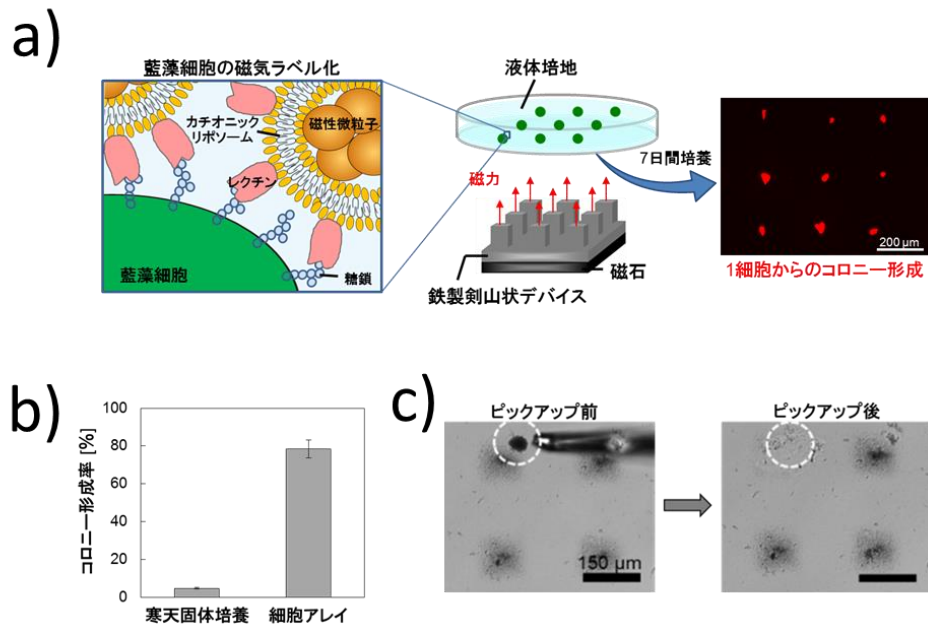 a)
藍藻細胞の磁気ラベル化
カチオニック
リポソーム
磁性微粒子
レクチン
藍藻細胞
糖鎖
液体培地
磁力
磁石
鉄製剣山状デバイス
7日間培養
200 μm
1細胞からのコロニー形成
b)
コロニー形成率 [%]
100
80
60
40
20
0
寒天固体培養
細胞アレイ
c)
ピックアップ前
150 μm
ピックアップ後